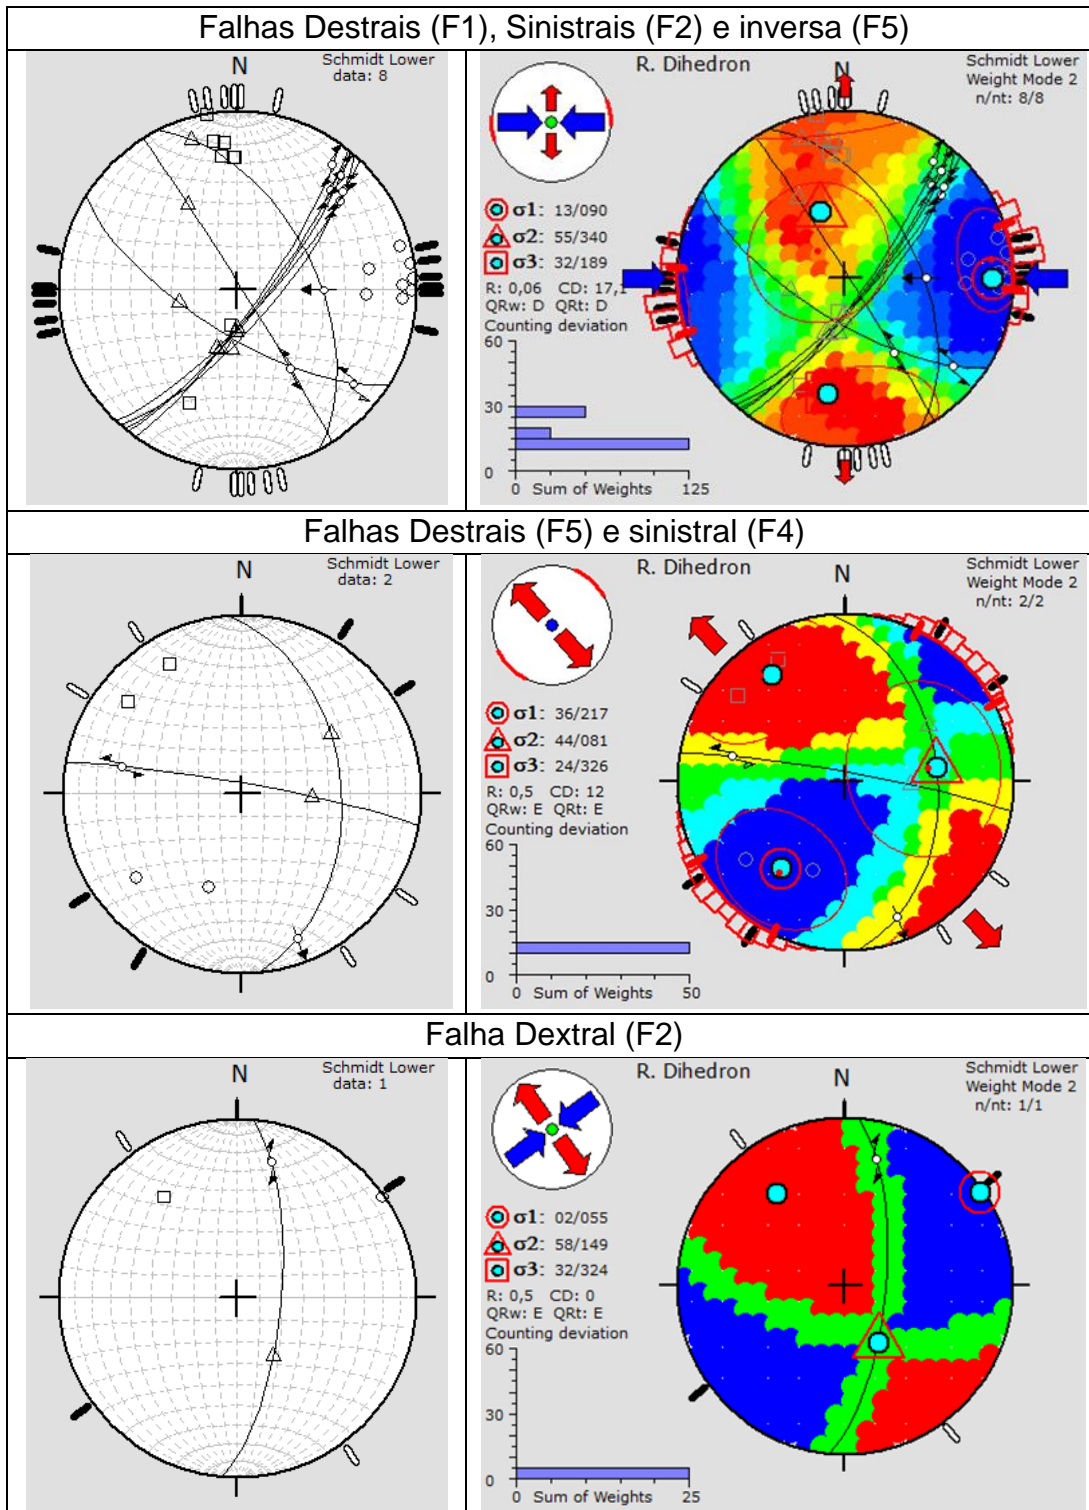 Falhas Destrais (F1), Sinistrais (F2) e inversa (F5)
N
Schmidt Lower
data: 8
R. Dihedron
N
Schmidt Lower
Weight Mode 2
n/nt: 8/8
σ1: 13/090
σ2: 55/340
σ3: 32/189
R: 0,06 CD: 17,1
QRw: D QRt: D
Counting deviation
60
30
0
0 Sum of Weights 125
Falhas Destrais (F5) e sinistral (F4)
N
Schmidt Lower
data: 2
R. Dihedron
N
Schmidt Lower
Weight Mode 2
n/nt: 2/2
σ1: 36/217
σ2: 44/081
σ3: 24/326
R: 0,5 CD: 12
QRw: E QRt: E
Counting deviation
60
30
0
0 Sum of Weights 50
Falha Dextral (F2)
N
Schmidt Lower
data: 1
R. Dihedron
N
Schmidt Lower
Weight Mode 2
n/nt: 1/1
σ1: 02/055
σ2: 58/149
σ3: 32/324
R: 0,5 CD: 0
QRw: E QRt: E
Counting deviation
60
30
0
0 Sum of Weights 25